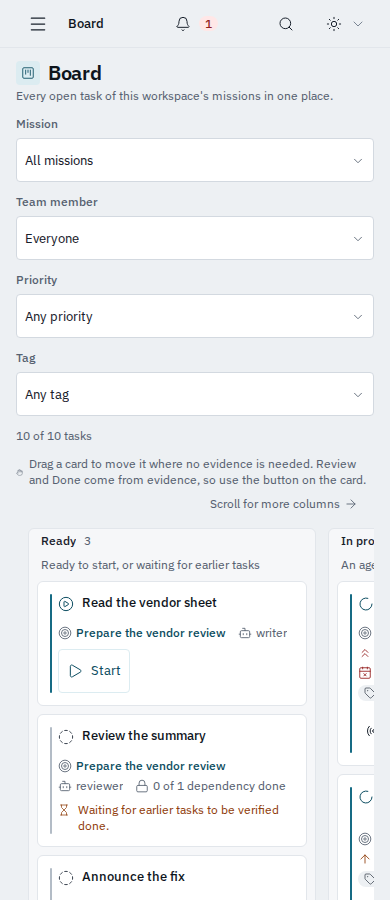 Board
1
Board
Every open task of this workspace's missions in one place.
Mission
All missions
Team member
Everyone
Priority
Any priority
Tag
Any tag
10 of 10 tasks
Drag a card to move it where no evidence is needed. Review
and Done come from evidence, so use the button on the card.
Scroll for more columns
Ready 3
Ready to start, or waiting for earlier tasks
Read the vendor sheet
Prepare the vendor review writer
Start
Review the summary
Prepare the vendor review
reviewer 0 of 1 dependency done
Waiting for earlier tasks to be verified
done.
Announce the fix
In pro
An age